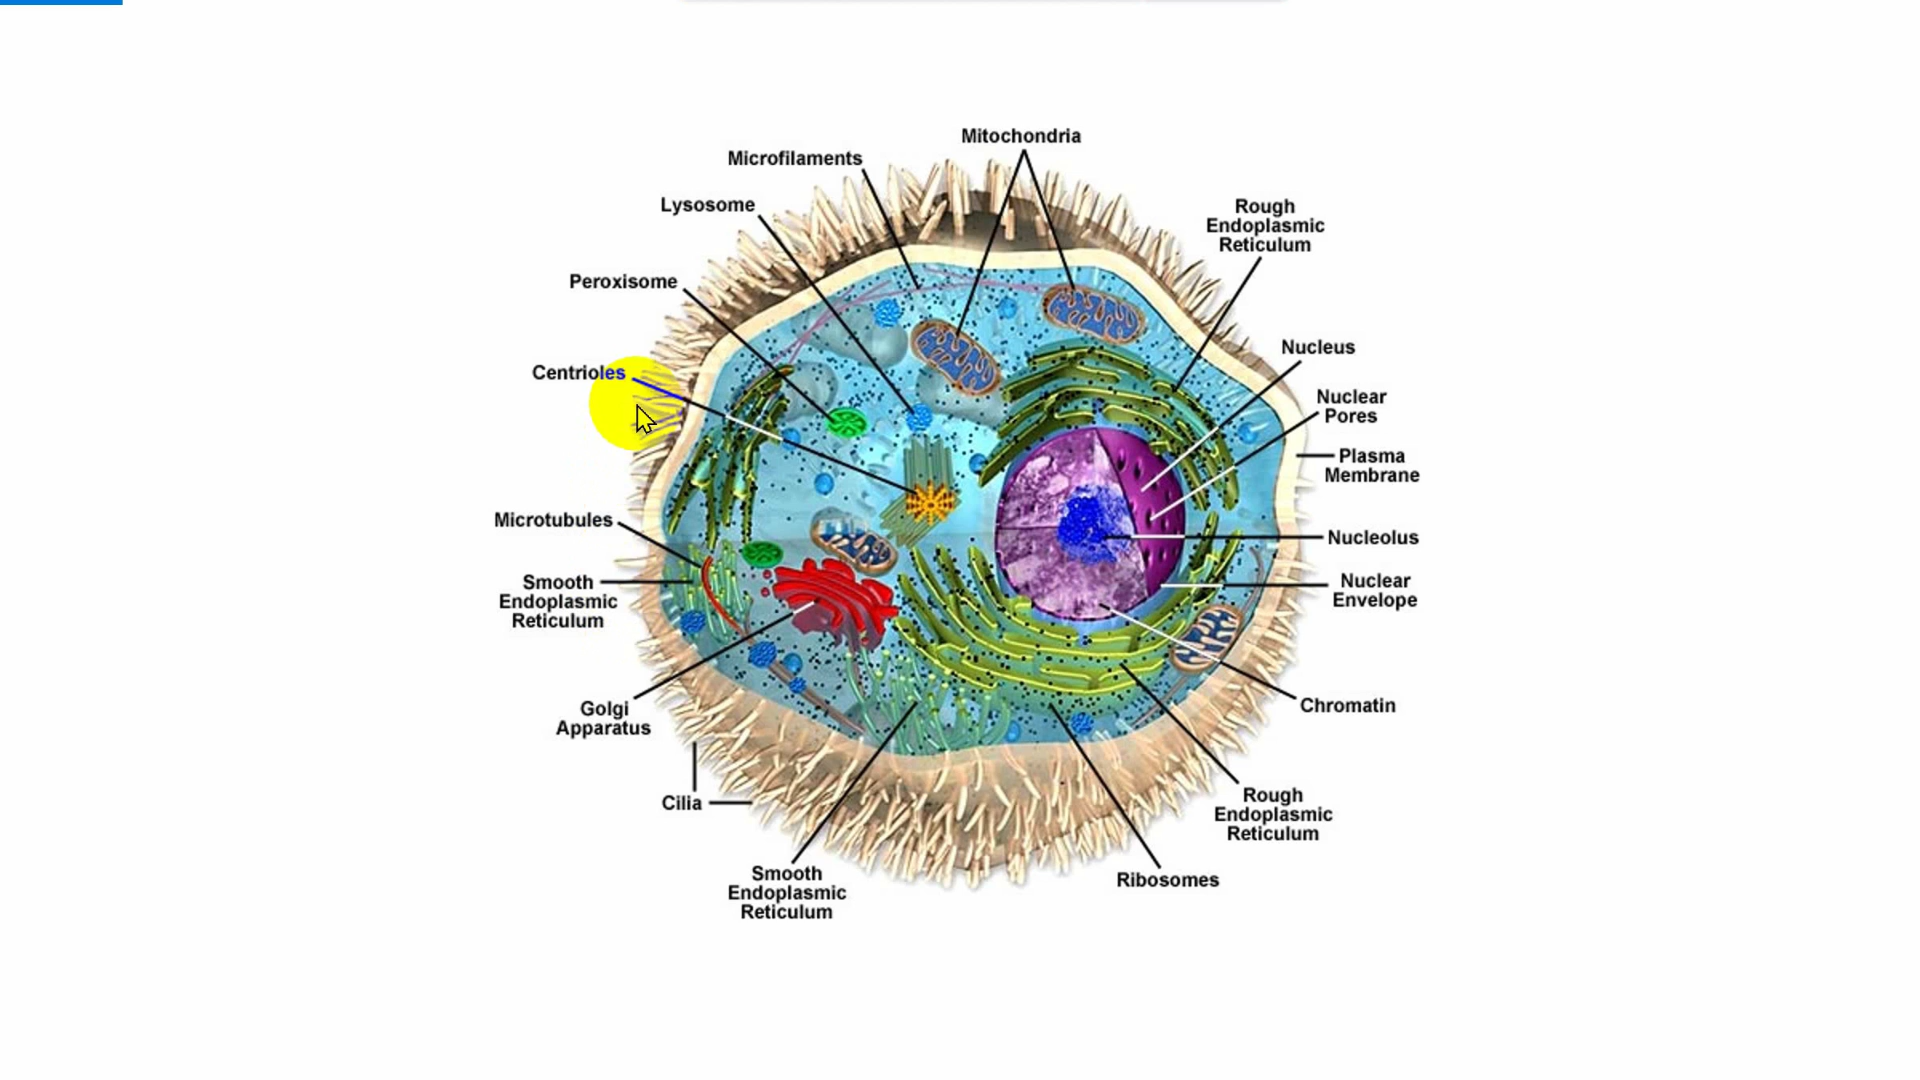 Mitochondria
Microfilaments
Lysosome
Rough
Endoplasmic
Reticulum
Peroxisome
Nucleus
Centrioles
Nuclear
Pores
Plasma
Membrane
Microtubules
Nucleolus
Smooth
Endoplasmic
Reticulum
Nuclear
Envelope
Golgi
Apparatus
Chromatin
Cilia
Rough
Endoplasmic
Reticulum
Smooth
Endoplasmic
Reticulum
Ribosomes